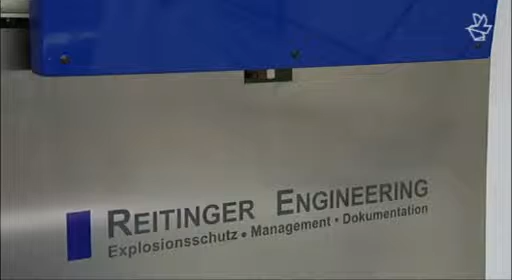 REITINGER ENGINEERING
Explosionsschutz • Management • Dokumentation